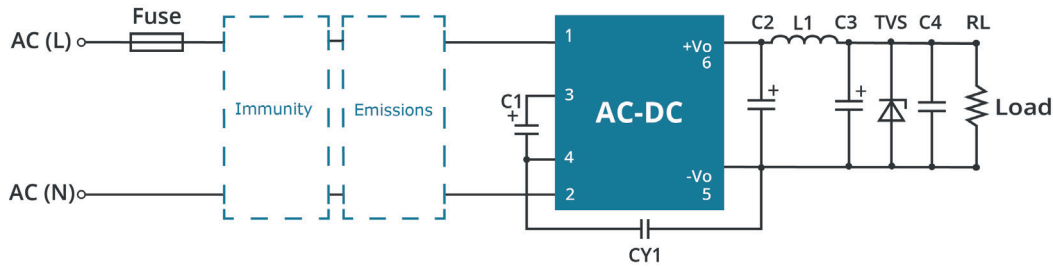 Fuse
C2 L1 C3 TVS C4 RL
AC (L)
1
+Vo
6
Immunity
Emissions
C1
+
3
AC-DC
+
+
Load
4
AC (N)
2
-Vo
5
CY1